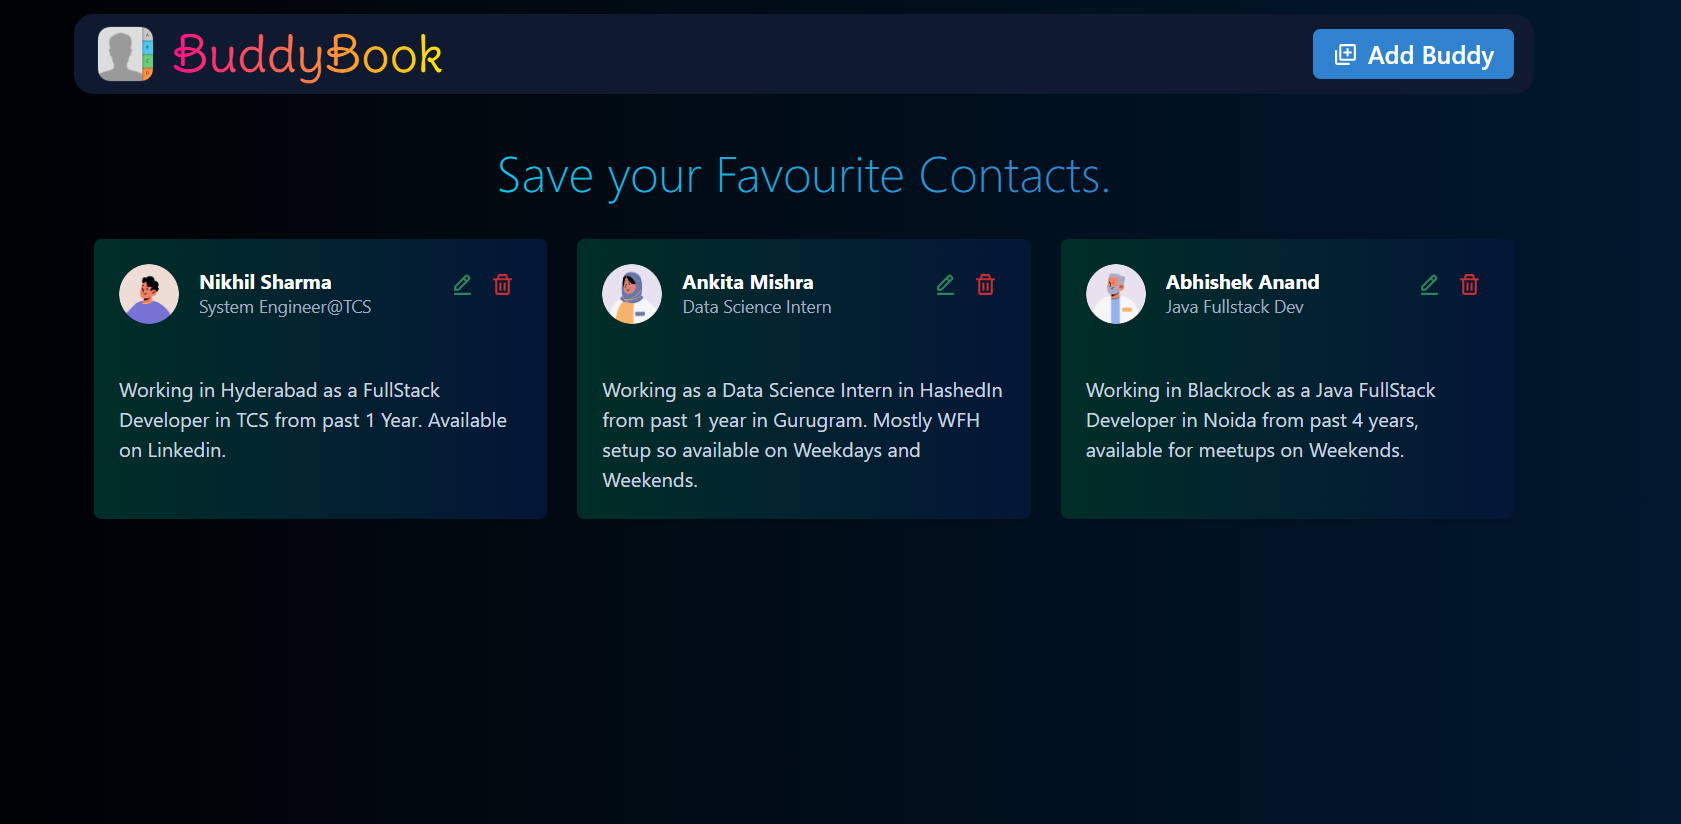 BuddyBook
Add Buddy
Save your Favourite Contacts.
Nikhil Sharma
System Engineer@TCS
Working in Hyderabad as a FullStack
Developer in TCS from past 1 Year. Available
on Linkedin.
Ankita Mishra
Data Science Intern
Working as a Data Science Intern in HashedIn
from past 1 year in Gurugram. Mostly WFH
setup so available on Weekdays and
Weekends.
Abhishek Anand
Java Fullstack Dev
Working in Blackrock as a Java FullStack
Developer in Noida from past 4 years,
available for meetups on Weekends.